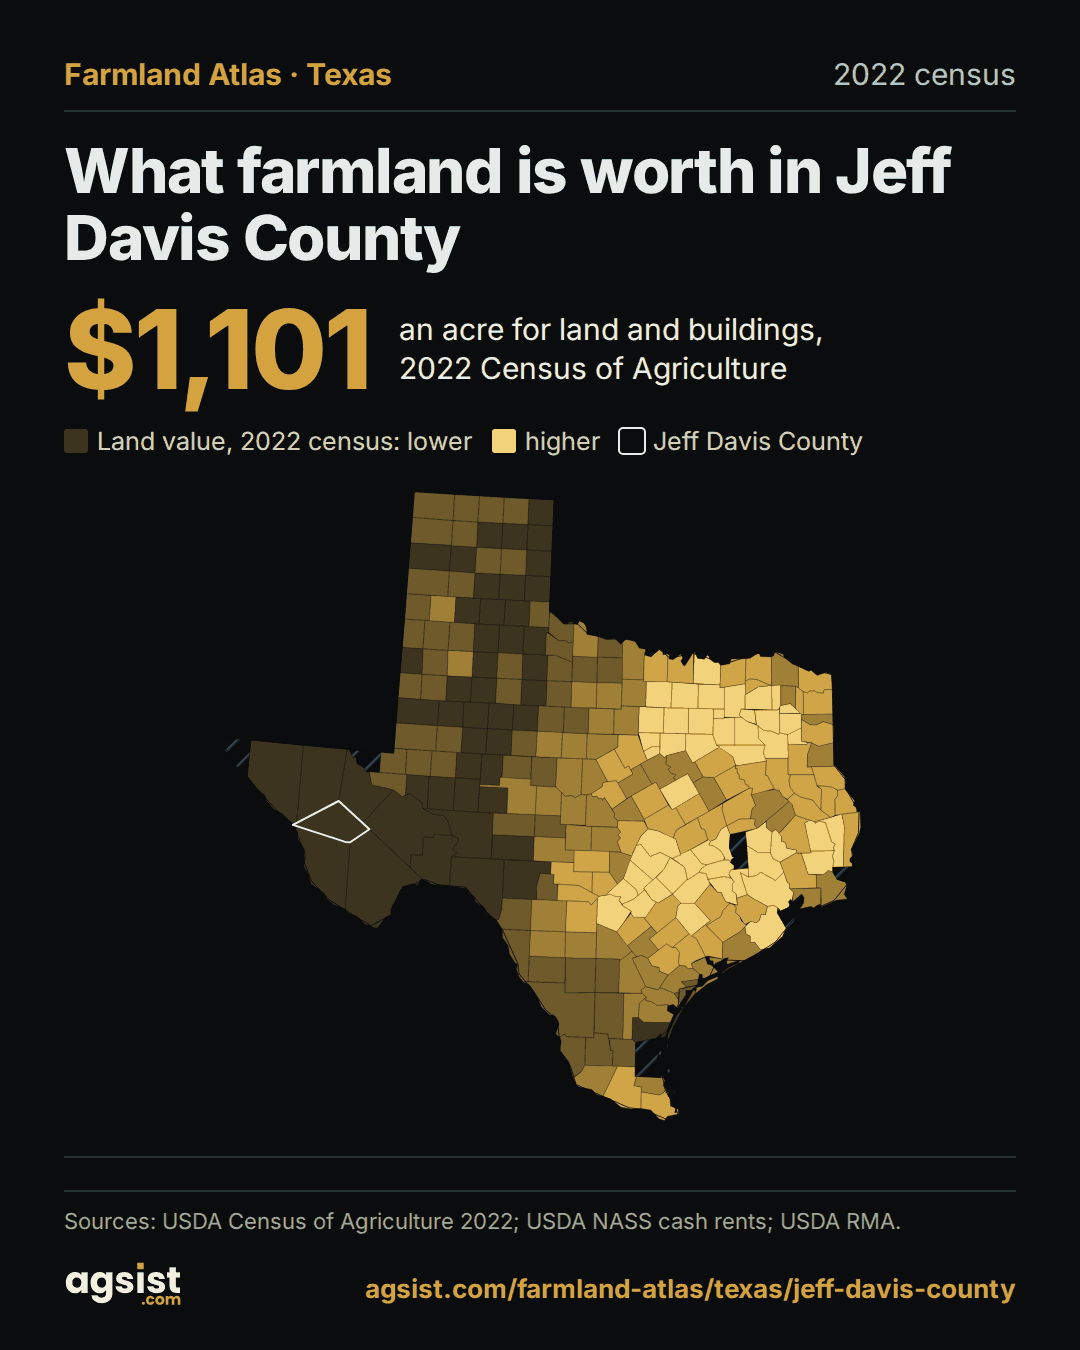 Farmland Atlas · Texas
2022 census
What farmland is worth in Jeff
Davis County
$1,101
an acre for land and buildings,
2022 Census of Agriculture
Land value, 2022 census: lower
higher
Jeff Davis County
Sources: USDA Census of Agriculture 2022; USDA NASS cash rents; USDA RMA.
agsist
.com
agsist.com/farmland-atlas/texas/jeff-davis-county